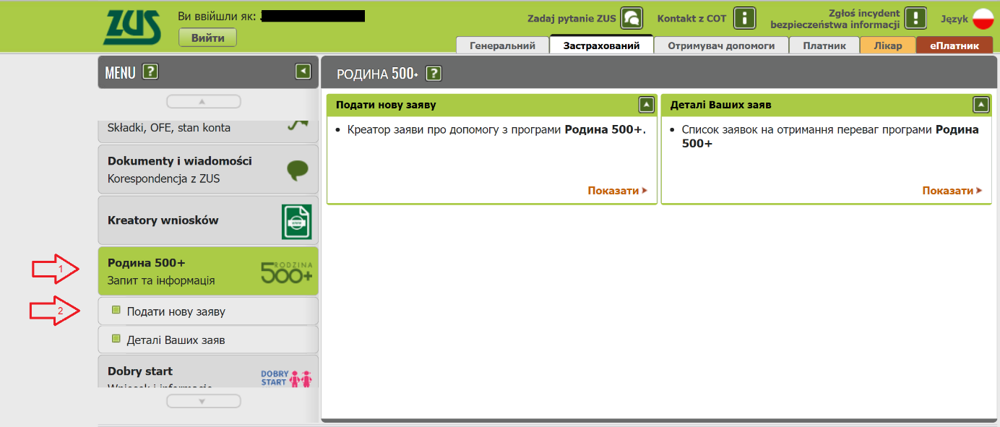 ZUS
Ви ввійшли як:
Вийти
Zadaj pytanie ZUS
Kontakt z COT
Zgłoś incydent
bezpieczeństwa informacji
Język
Генеральний
Застрахований
Отримувач допомоги
Платник
Лікар
еПлатник
MENU ?
Składki, OFE, stan konta
Dokumenty i wiadomości
Korespondencja z ZUS
Kreatory wniosków
1
Родина 500+
Запит та інформація
RODZINA
500+
2
Подати нову заяву
Деталі Ваших заяв
Dobry start
Wniosek i informacje
DOBRY
START
РОДИНА 500+ ?
Подати нову заяву
Креатор заяви про допомогу з програми Родина 500+.
Показати
Деталі Ваших заяв
Список заявок на отримання переваг програми Родина
500+
Показати